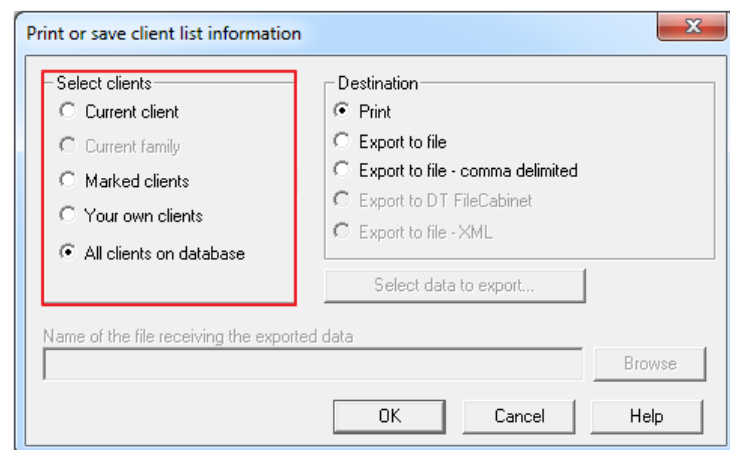 Print or save client list information
Select clients
Current client
Current family
Marked clients
Your own clients
All clients on database
Destination
Print
Export to file
Export to file - comma delimited
Export to DT FileCabinet
Export to file - XML
Select data to export...
Name of the file receiving the exported data
Browse
OK Cancel Help